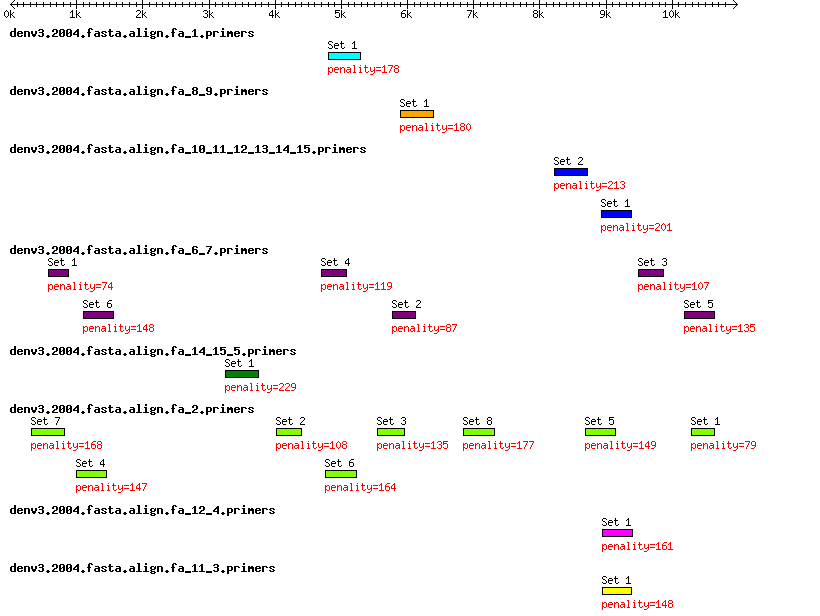 0k 1k 2k 3k 4k 5k 6k 7k 8k 9k 10k
denv3.2004.fasta.align.fa_1.primers
Set 1
penality=178
denv3.2004.fasta.align.fa_8_9.primers
Set 1
penality=180
denv3.2004.fasta.align.fa_10_11_12_13_14_15.primers
Set 2
penality=213
Set 1
penality=201
denv3.2004.fasta.align.fa_6_7.primers
Set 1 Set 4 Set 3
penality=74 penality=119 penality=107
Set 6 Set 2 Set 5
penality=148 penality=87 penality=135
denv3.2004.fasta.align.fa_14_15_5.primers
Set 1
penality=229
denv3.2004.fasta.align.fa_2.primers
Set 7 Set 2 Set 3 Set 8 Set 5 Set 1
penality=168 penality=108 penality=135 penality=177 penality=149 penality=79
Set 4 Set 6
penality=147 penality=164
denv3.2004.fasta.align.fa_12_4.primers
Set 1
penality=161
denv3.2004.fasta.align.fa_11_3.primers
Set 1
penality=148